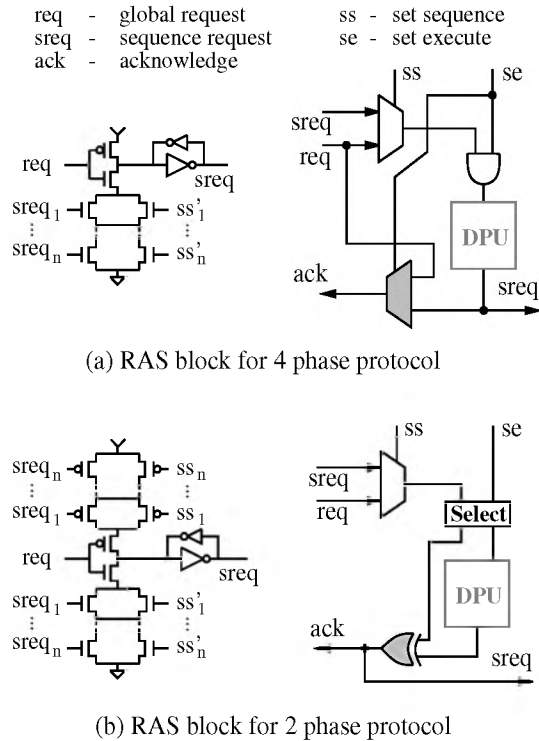 req - global request
sreq - sequence request
ack - acknowledge
ss - set sequence
se - set execute
req
sreq
sreq1
ss'1
sreqn
ss'n
ss
se
sreq
req
DPU
ack
sreq
(a) RAS block for 4 phase protocol
sreqn
ssn
sreq1
ss1
req
sreq
sreq1
ss'1
sreqn
ss'n
ss
se
sreq
req
Select
DPU
ack
sreq
(b) RAS block for 2 phase protocol